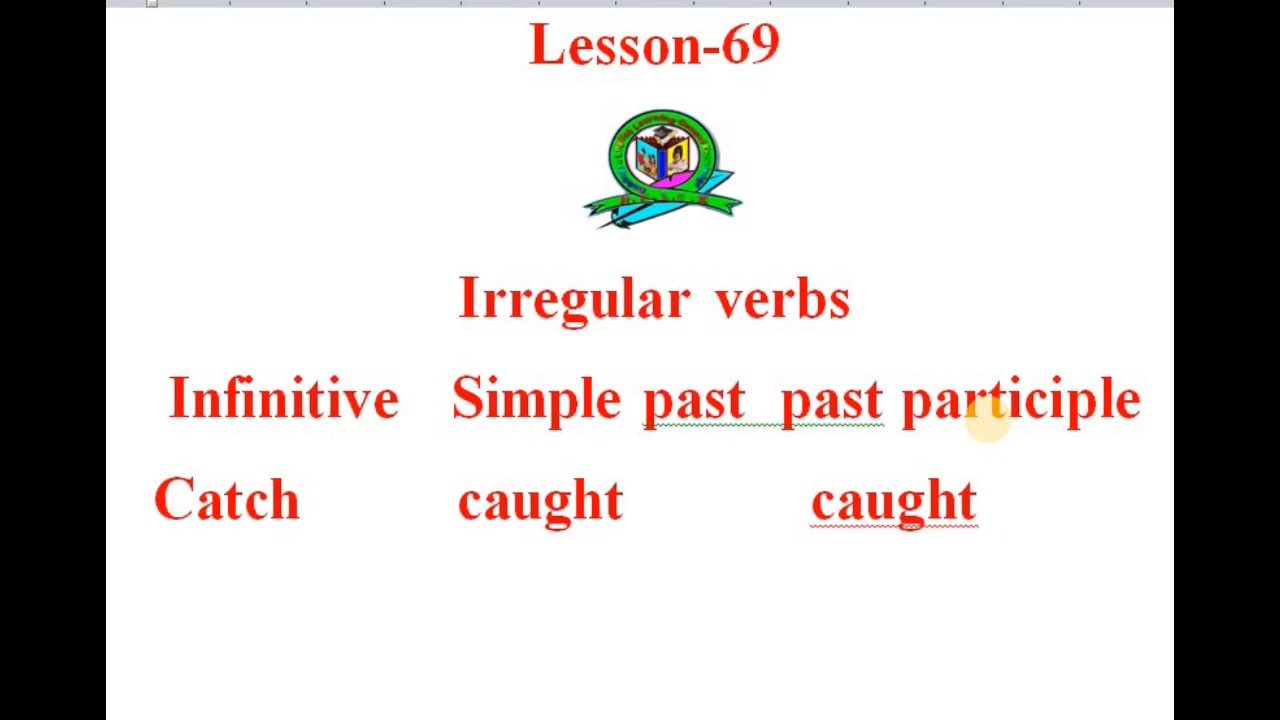 Lesson-69
Irregular verbs
Infinitive Simple past past participle
Catch caught caught